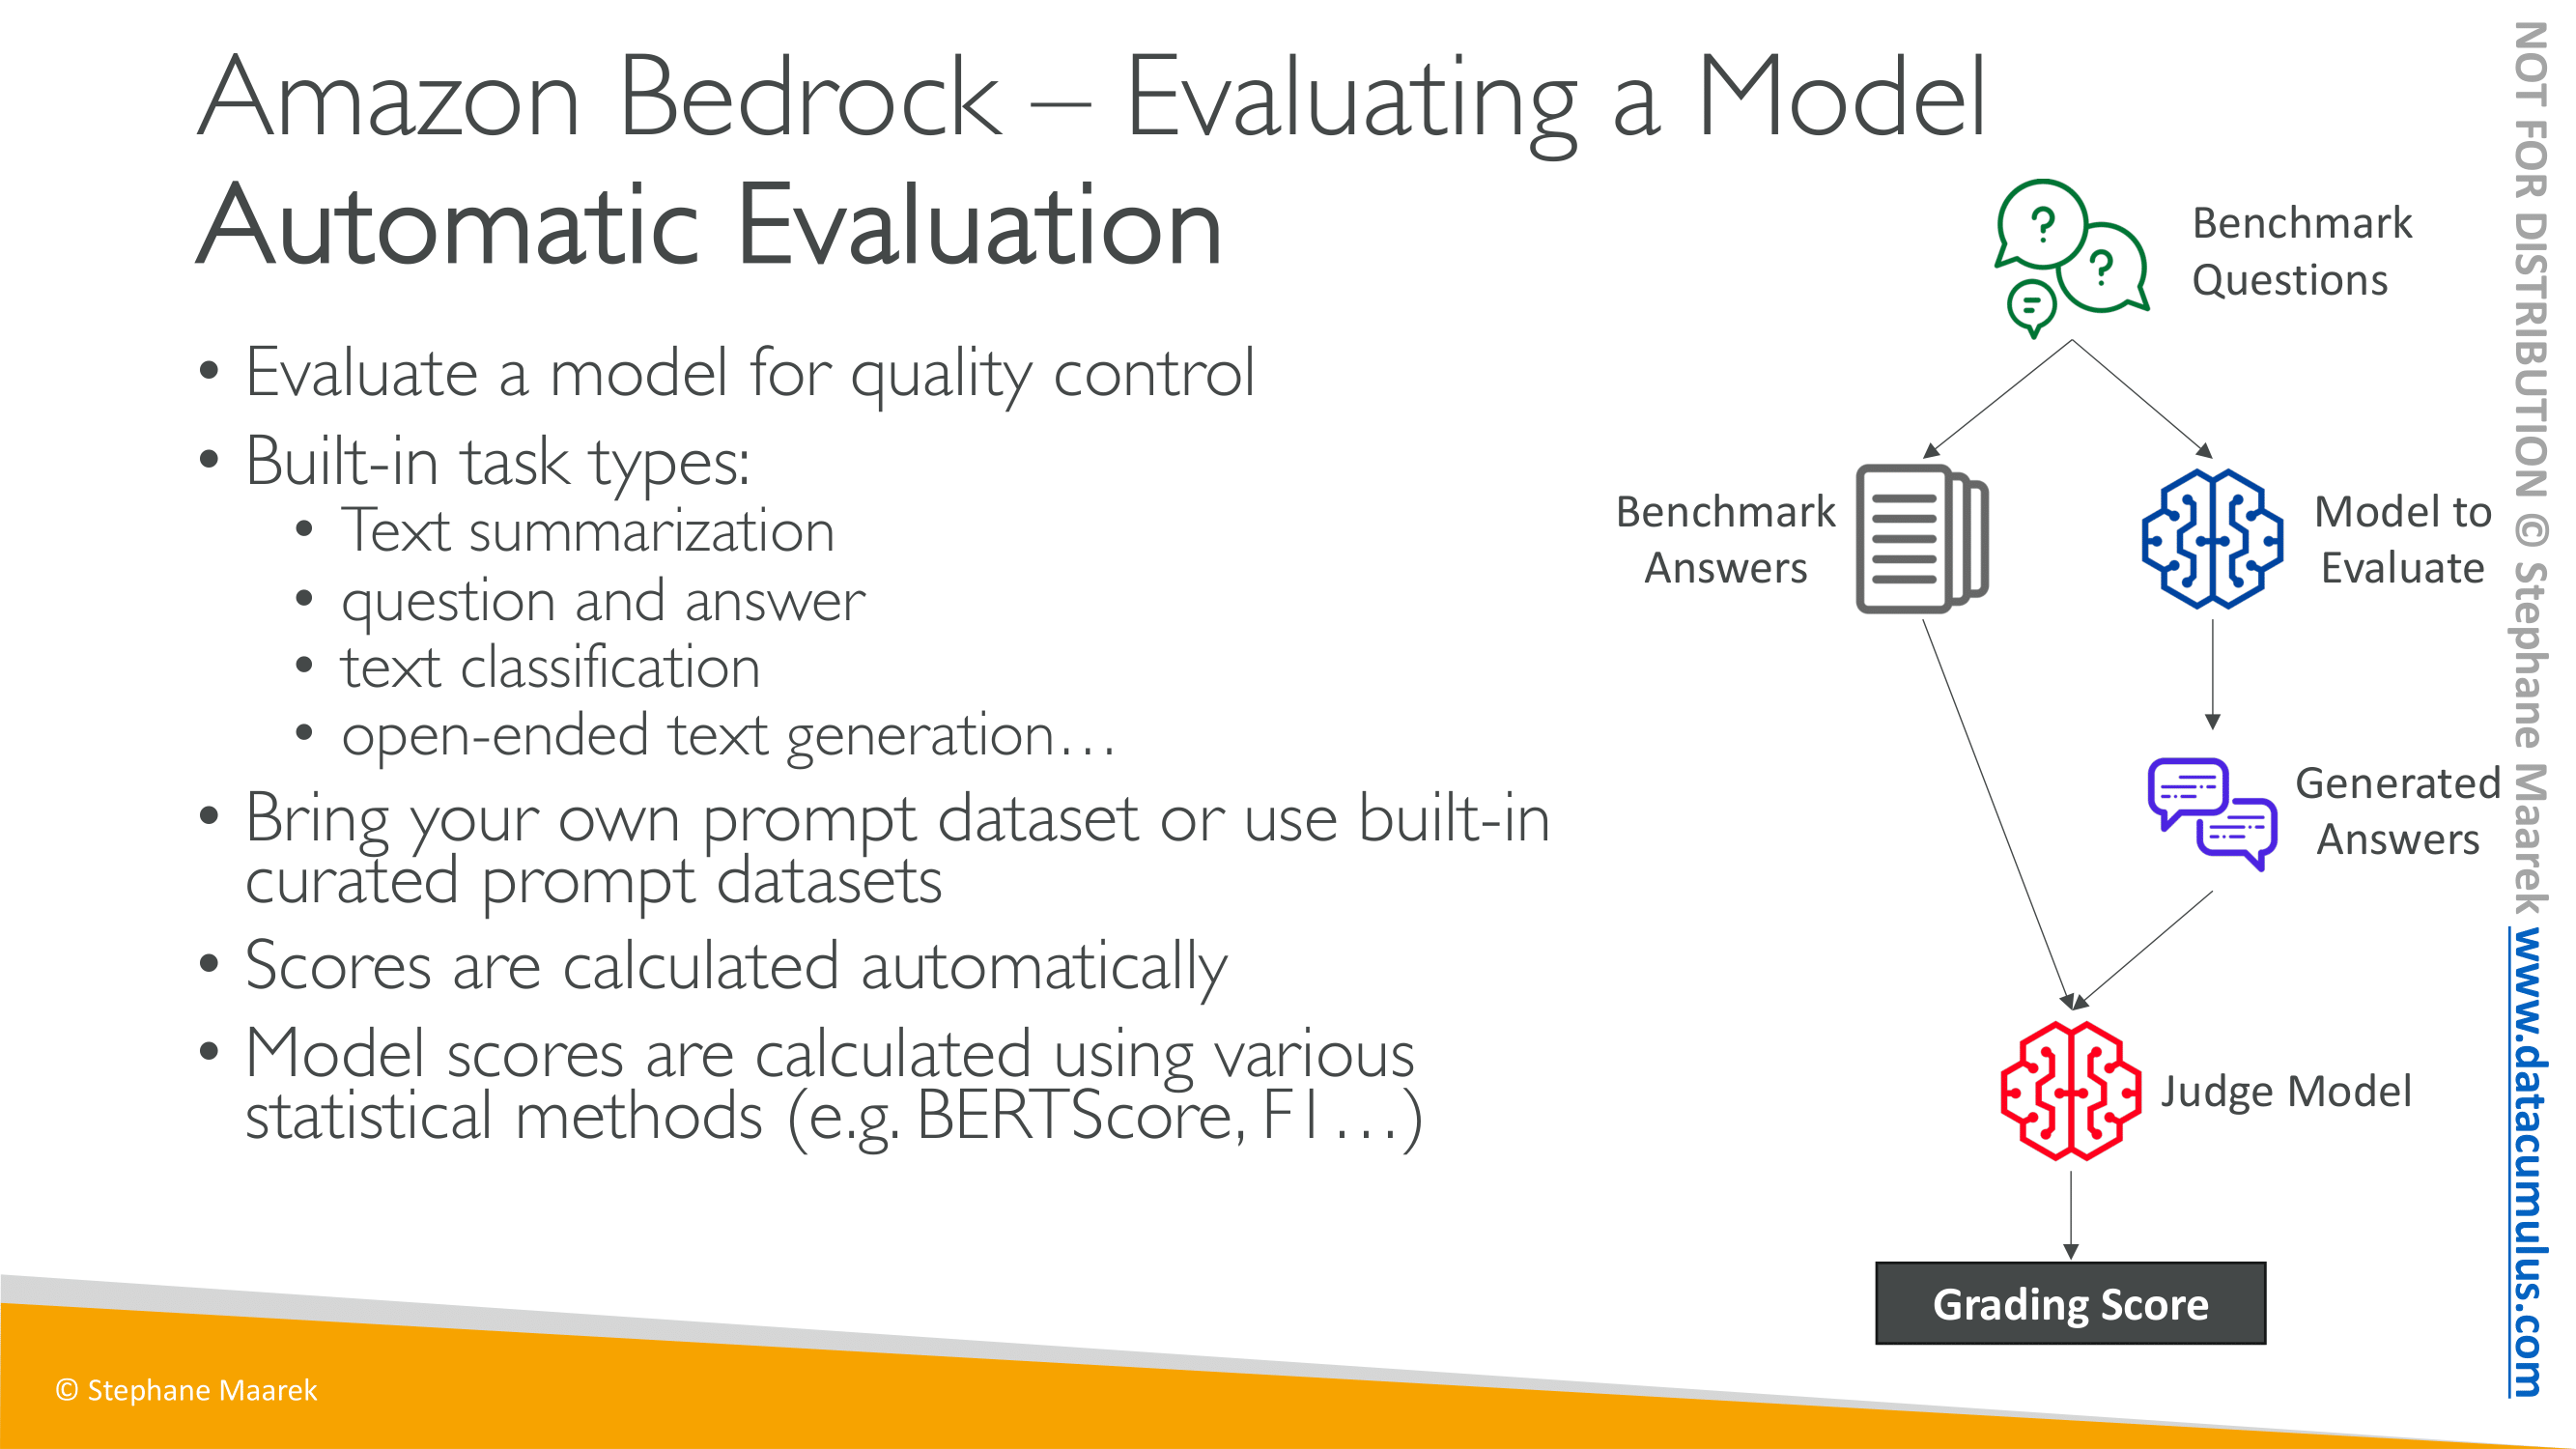 Amazon Bedrock – Evaluating a Model
Automatic Evaluation
• Evaluate a model for quality control
• Built-in task types:
• Text summarization
• question and answer
• text classification
• open-ended text generation…
• Bring your own prompt dataset or use built-in
curated prompt datasets
• Scores are calculated automatically
• Model scores are calculated using various
statistical methods (e.g. BERTScore, F1…)
Benchmark
Questions
Benchmark
Answers
Model to
Evaluate
Generated
Answers
Judge Model
Grading Score
© Stephane Maarek
NOT FOR DISTRIBUTION © Stephane Maarek www.datacumulus.com